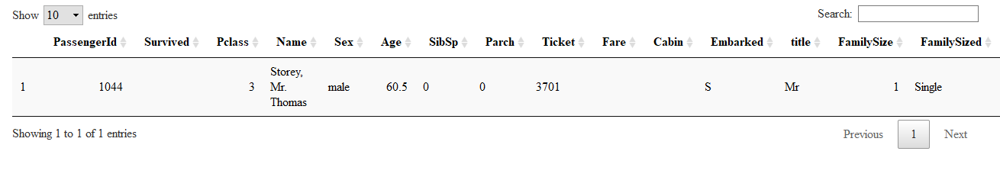 Show 10 entries Search:
PassengerId Survived Pclass Name Sex Age SibSp Parch Ticket Fare Cabin Embarked title FamilySize FamilySized
1 1044 3 Storey, Mr. Thomas male 60.5 0 0 3701 S Mr 1 Single
Showing 1 to 1 of 1 entries Previous 1 Next